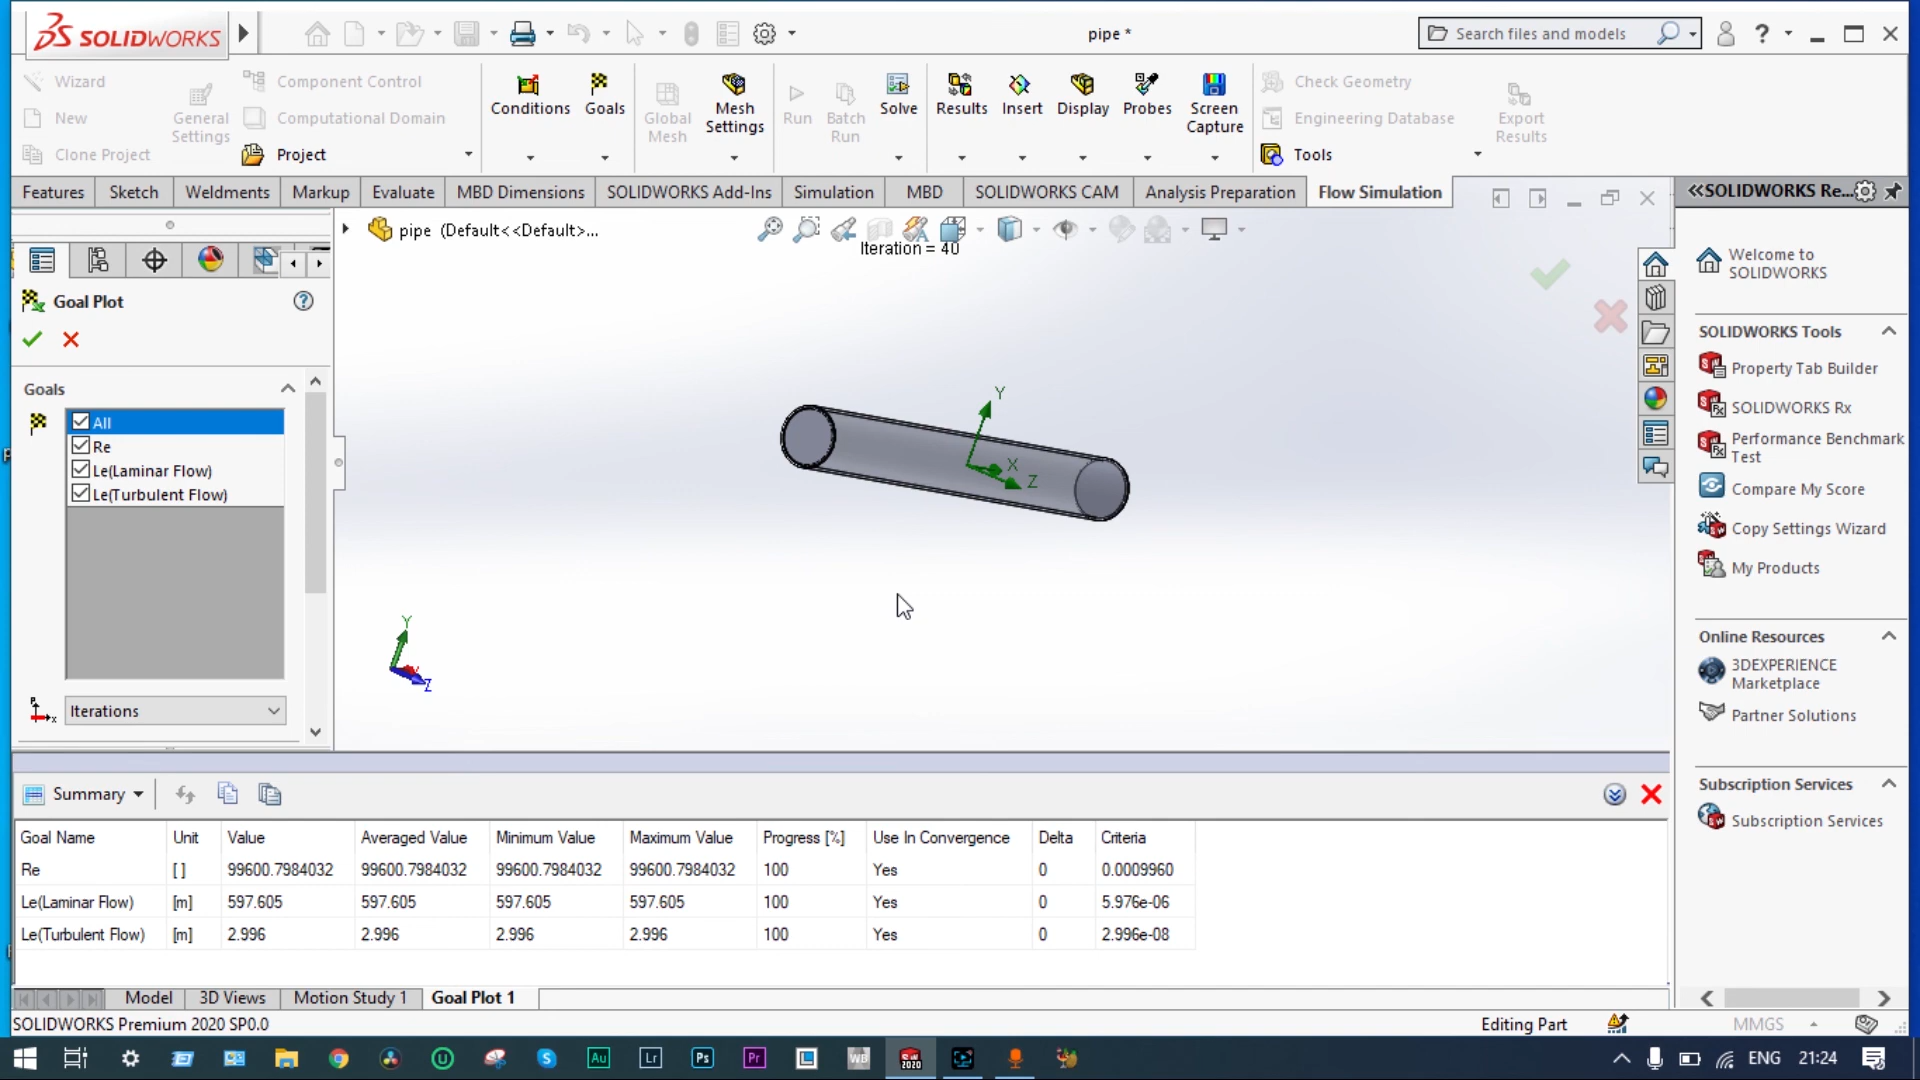 SOLIDWORKS
pipe *
Search files and models
Wizard
New
Clone Project
General Settings
Component Control
Computational Domain
Project
Conditions
Goals
Global Mesh
Mesh Settings
Run
Batch Run
Solve
Results
Insert
Display
Probes
Screen Capture
Check Geometry
Engineering Database
Tools
Export Results
Features
Sketch
Weldments
Markup
Evaluate
MBD Dimensions
SOLIDWORKS Add-Ins
Simulation
MBD
SOLIDWORKS CAM
Analysis Preparation
Flow Simulation
SOLIDWORKS Re...
pipe (Default<<Default>...
Iteration = 40
Goal Plot
Goals
All
Re
Le(Laminar Flow)
Le(Turbulent Flow)
Iterations
Y
X
Z
Y
Z
Welcome to
SOLIDWORKS
SOLIDWORKS Tools
Property Tab Builder
SOLIDWORKS Rx
Performance Benchmark
Test
Compare My Score
Copy Settings Wizard
My Products
Online Resources
3DEXPERIENCE
Marketplace
Partner Solutions
Subscription Services
Subscription Services
Summary
Goal Name Unit Value Averaged Value Minimum Value Maximum Value Progress [%] Use In Convergence Delta Criteria
Re [ ] 99600.7984032 99600.7984032 99600.7984032 99600.7984032 100 Yes 0 0.0009960
Le(Laminar Flow) [m] 597.605 597.605 597.605 597.605 100 Yes 0 5.976e-06
Le(Turbulent Flow) [m] 2.996 2.996 2.996 2.996 100 Yes 0 2.996e-08
Model
3D Views
Motion Study 1
Goal Plot 1
SOLIDWORKS Premium 2020 SP0.0
Editing Part
MMGS
Au
Lr
Ps
Pr
WB
SW
2020
ENG
21:24